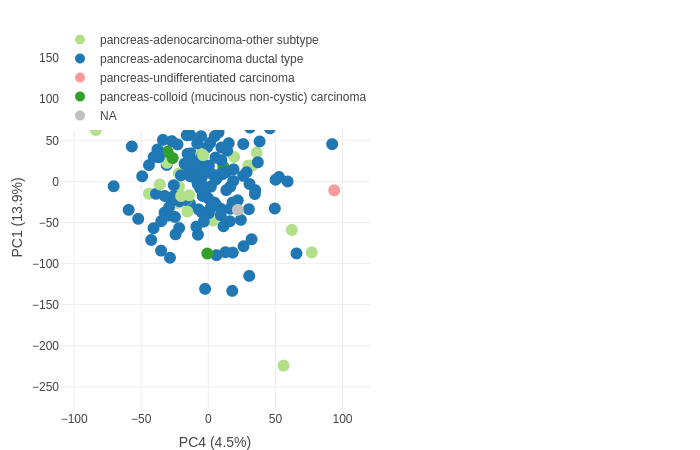 pancreas-adenocarcinoma-other subtype
pancreas-adenocarcinoma ductal type
pancreas-undifferentiated carcinoma
pancreas-colloid (mucinous non-cystic) carcinoma
NA
150
100
50
0
−50
−100
−150
−200
−250
PC1 (13.9%)
−100
−50
0
50
100
PC4 (4.5%)